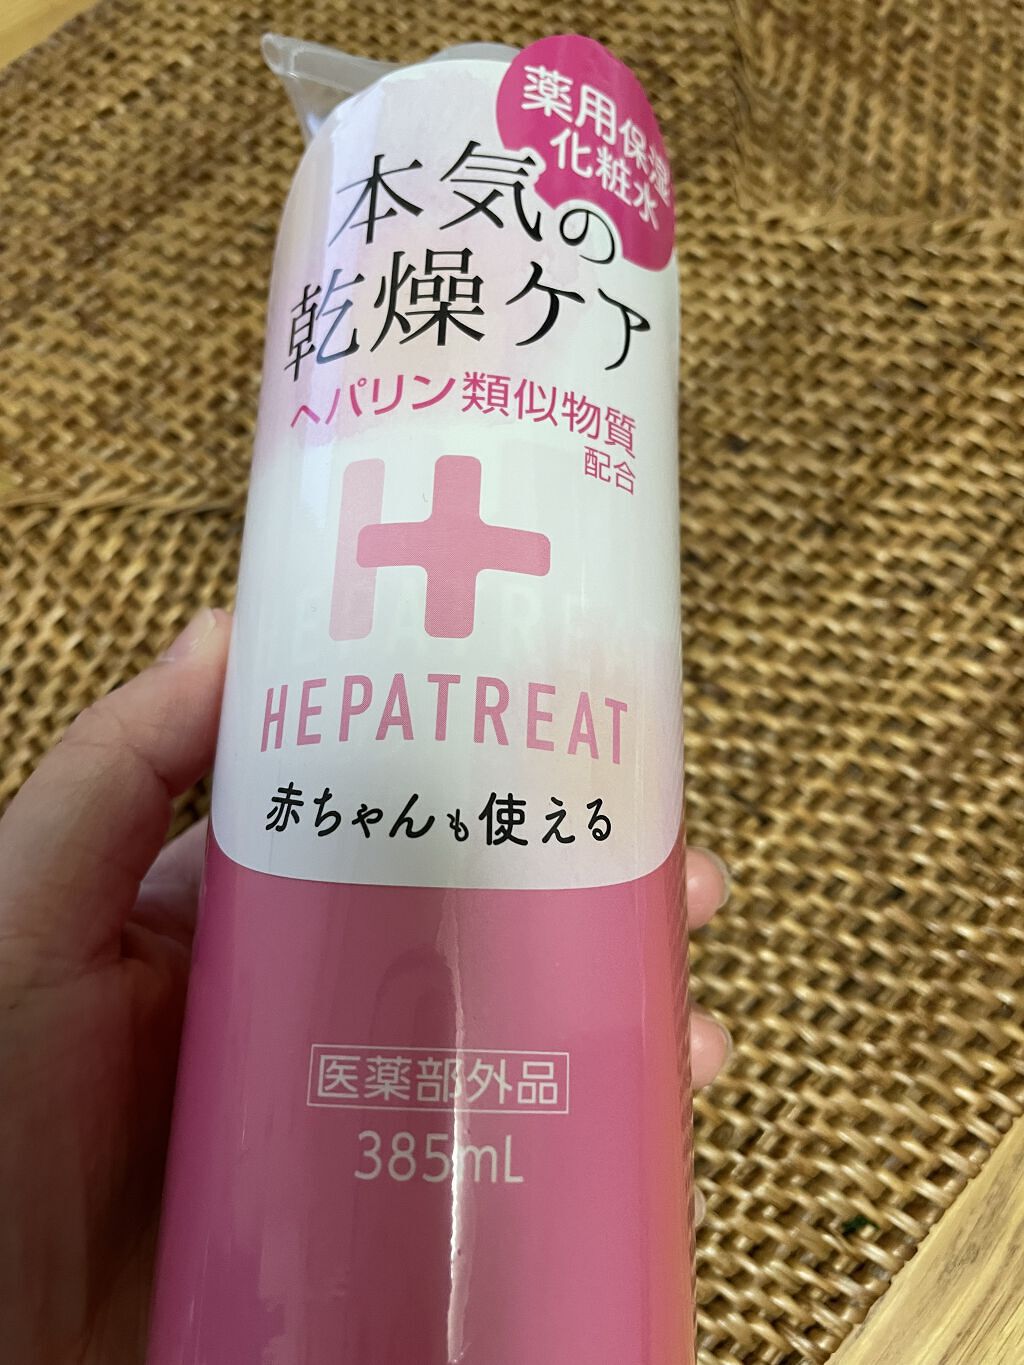 薬用保湿
化粧水
本気の
乾燥ケア
ヘパリン類似物質
配合
HEPATREAT
赤ちゃんも使える
医薬部外品
385mL